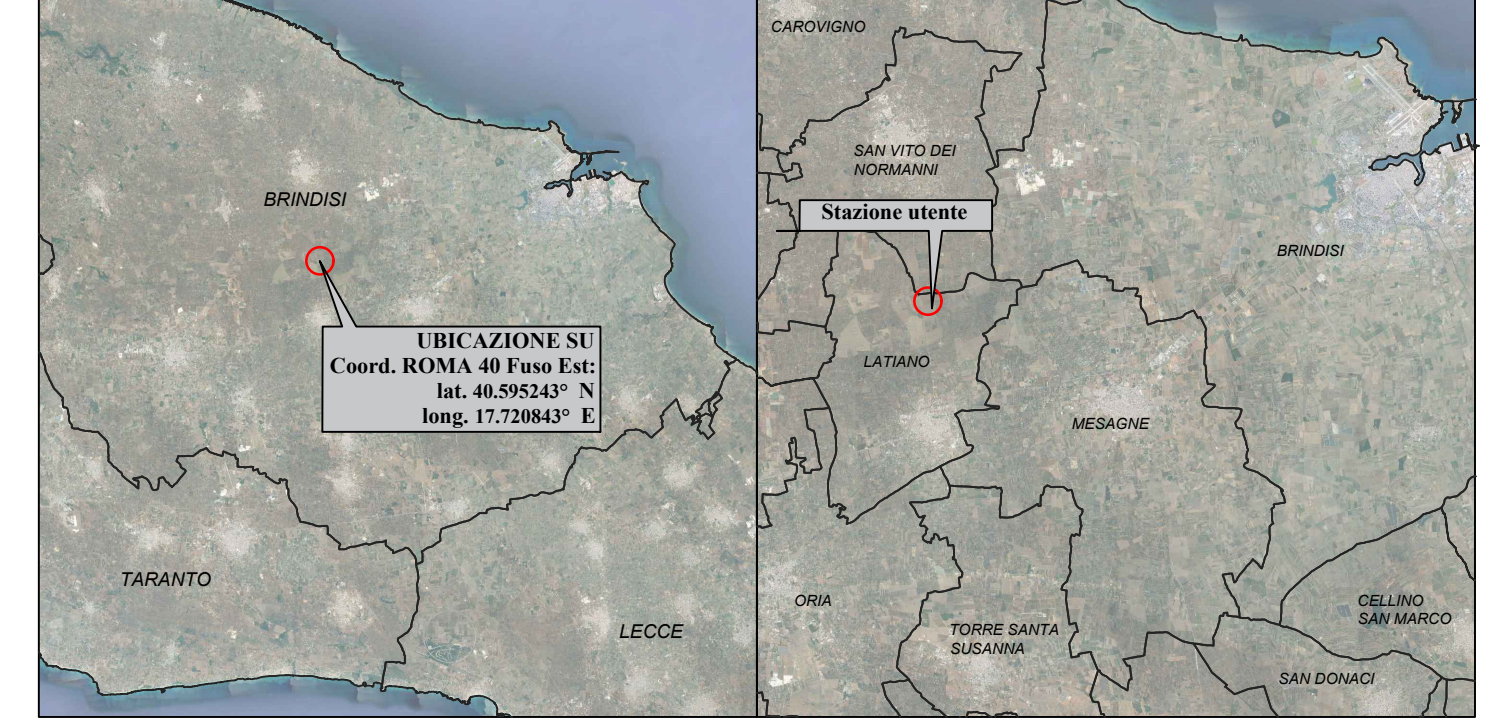 BRINDISI
UBICAZIONE SU
Coord. ROMA 40 Fuso Est:
lat. 40.595243° N
long. 17.720843° E
TARANTO
LECCE
CAROVIGNO
SAN VITO DEI
NORMANNI
Stazione utente
BRINDISI
LATIANO
MESAGNE
ORIA
TORRE SANTA
SUSANNA
CELLINO
SAN MARCO
SAN DONACI